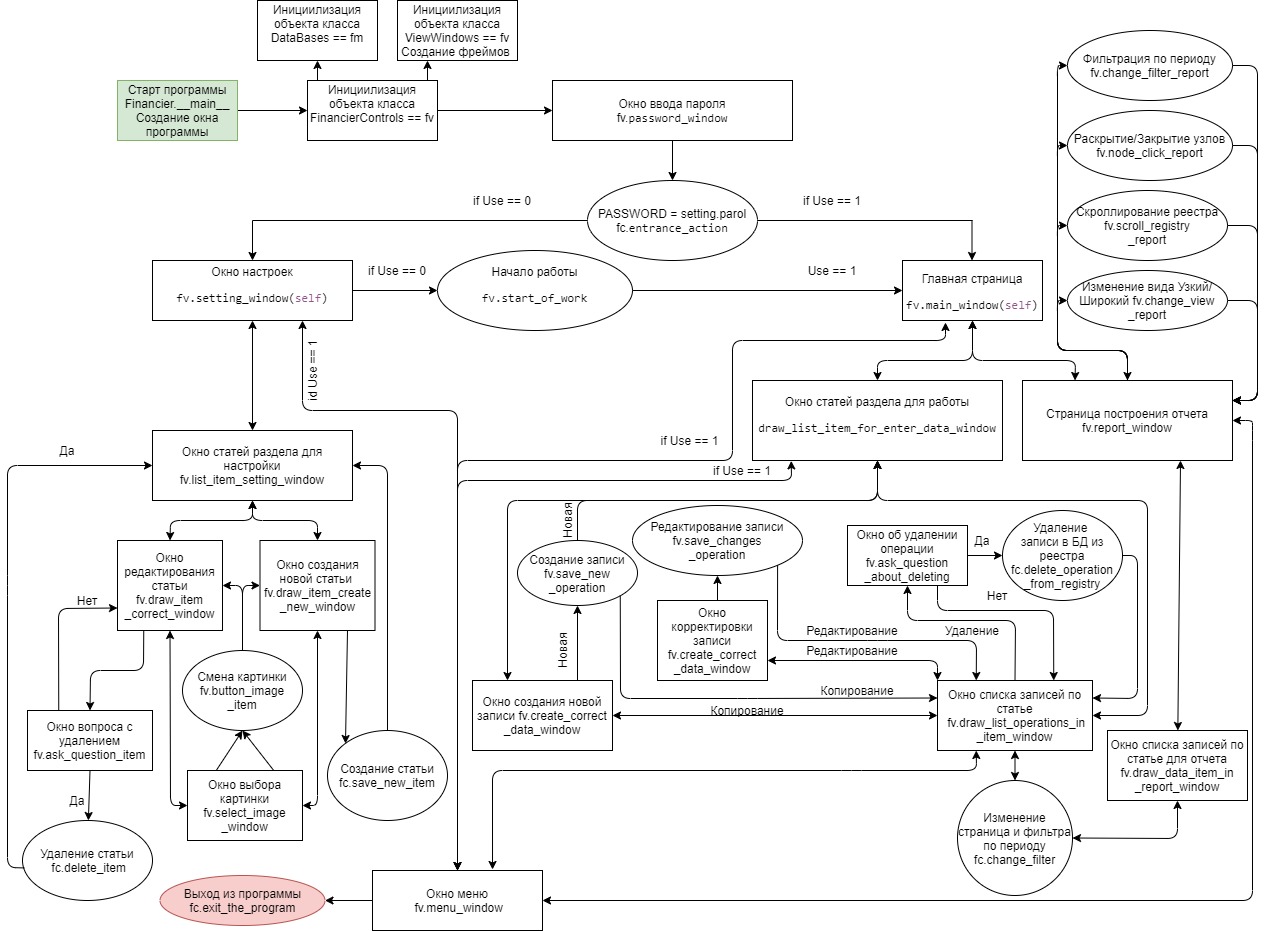 Инициилизация
объекта класса
DataBases == fm
Инициилизация
объекта класса
ViewWindows == fv
Создание фреймов
Старт программы
Financier.__main__
Создание окна
программы
Инициилизация
объекта класса
FinancierControls == fv
Окно ввода пароля
fv.password_window
Фильтрация по периоду
fv.change_filter_report
Раскрытие/Закрытие узлов
fv.node_click_report
Скроллирование реестра
fv.scroll_registry
_report
Изменение вида Узкий/
Широкий fv.change_view
_report
if Use == 0
PASSWORD = setting.parol
fc.entrance_action
if Use == 1
Окно настроек
fv.setting_window(self)
if Use == 0
Начало работы
fv.start_of_work
Use == 1
Главная страница
fv.main_window(self)
id Use == 1
Окно статей раздела для работы
draw_list_item_for_enter_data_window
Страница построения отчета
fv.report_window
if Use == 1
if Use == 1
Да
Окно статей раздела для
настройки
fv.list_item_setting_window
Окно
редактирования
статьи
fv.draw_item
_correct_window
Окно создания
новой статьи
fv.draw_item_create
_new_window
Нет
Смена картинки
fv.button_image
_item
Окно вопроса с
удалением
fv.ask_question_item
Да
Окно выбора
картинки
fv.select_image
_window
Создание статьи
fc.save_new_item
Удаление статьи
fc.delete_item
Новая
Создание записи
fv.save_new
_operation
Новая
Редактирование записи
fv.save_changes
_operation
Окно
корректировки
записи
fv.create_correct
_data_window
Окно об удалении
операции
fv.ask_question
_about_deleting
Да
Удаление
записи в БД из
реестра
fc.delete_operation
_from_registry
Нет
Редактирование
Удаление
Редактирование
Копирование
Копирование
Окно создания новой
записи fv.create_correct
_data_window
Окно списка записей по
статье
fv.draw_list_operations_in
_item_window
Окно списка записей по
статье для отчета
fv.draw_data_item_in
_report_window
Изменение
страница и фильтра
по периоду
fc.change_filter
Выход из программы
fc.exit_the_program
Окно меню
fv.menu_window